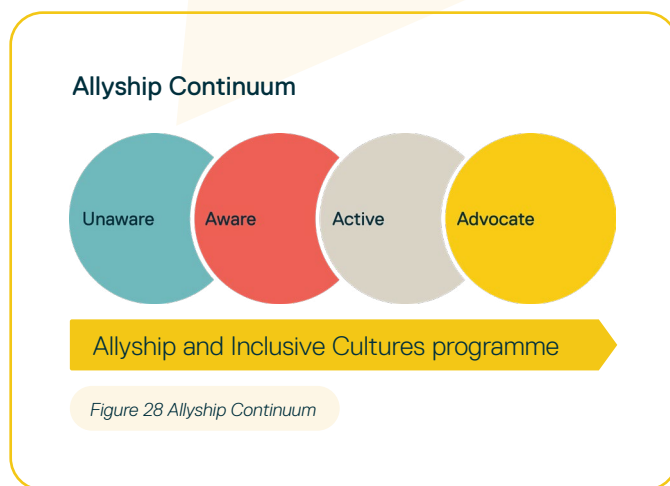 Allyship Continuum
Unaware
Aware
Active
Advocate
Allyship and Inclusive Cultures programme
Figure 28 Allyship Continuum